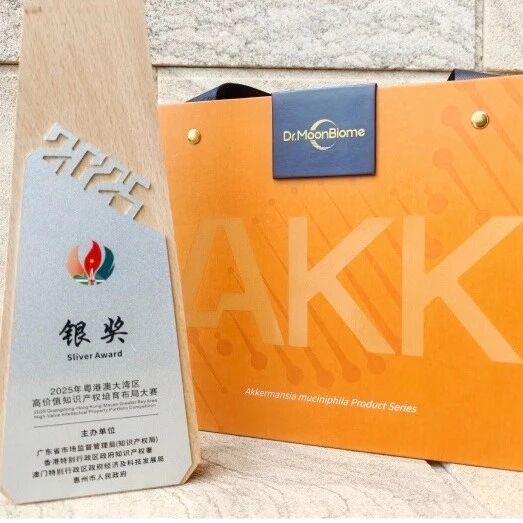 2025
银奖
Sliver Award
2025年粤港澳大湾区
高价值知识产权培育布局大赛
2025 Guangdong-Hong Kong-Macao Greater Bay Area
High-Value Intellectual Property Portfolio Competition
主办单位
广东省市场监督管理局(知识产权局)
香港特别行政区政府知识产权署
澳门特别行政区政府经济及科技发展局
惠州市人民政府
Dr.MoonBiome
AKK
Akkermansia muciniphila Product Series